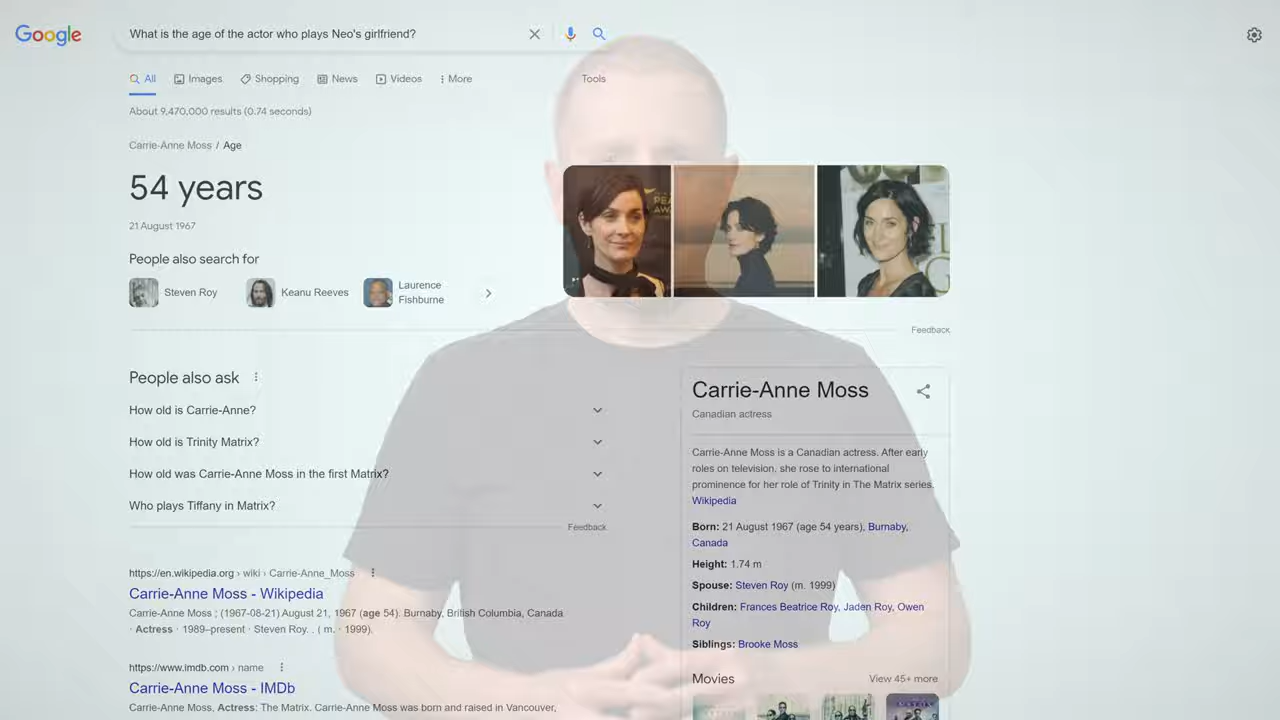 Google
What is the age of the actor who plays Neo's girlfriend?
All
Images
Shopping
News
Videos
More
Tools
About 9,470,000 results (0.74 seconds)
Carrie-Anne Moss / Age
54 years
21 August 1967
People also search for
Steven Roy
Keanu Reeves
Laurence
Fishburne
Feedback
People also ask
How old is Carrie-Anne?
How old is Trinity Matrix?
How old was Carrie-Anne Moss in the first Matrix?
Who plays Tiffany in Matrix?
Feedback
https://en.wikipedia.org › wiki › Carrie-Anne_Moss
Carrie-Anne Moss - Wikipedia
Carrie-Anne Moss ; (1967-08-21) August 21, 1967 (age 54). Burnaby, British Columbia, Canada
· Actress · 1989–present · Steven Roy. . ( m. · 1999).
https://www.imdb.com › name
Carrie-Anne Moss - IMDb
Carrie-Anne Moss. Actress: The Matrix. Carrie-Anne Moss was born and raised in Vancouver,
Carrie-Anne Moss
Canadian actress
Carrie-Anne Moss is a Canadian actress. After early
roles on television, she rose to international
prominence for her role of Trinity in The Matrix series.
Wikipedia
Born: 21 August 1967 (age 54 years), Burnaby,
Canada
Height: 1.74 m
Spouse: Steven Roy (m. 1999)
Children: Frances Beatrice Roy, Jaden Roy, Owen
Roy
Siblings: Brooke Moss
Movies
View 45+ more